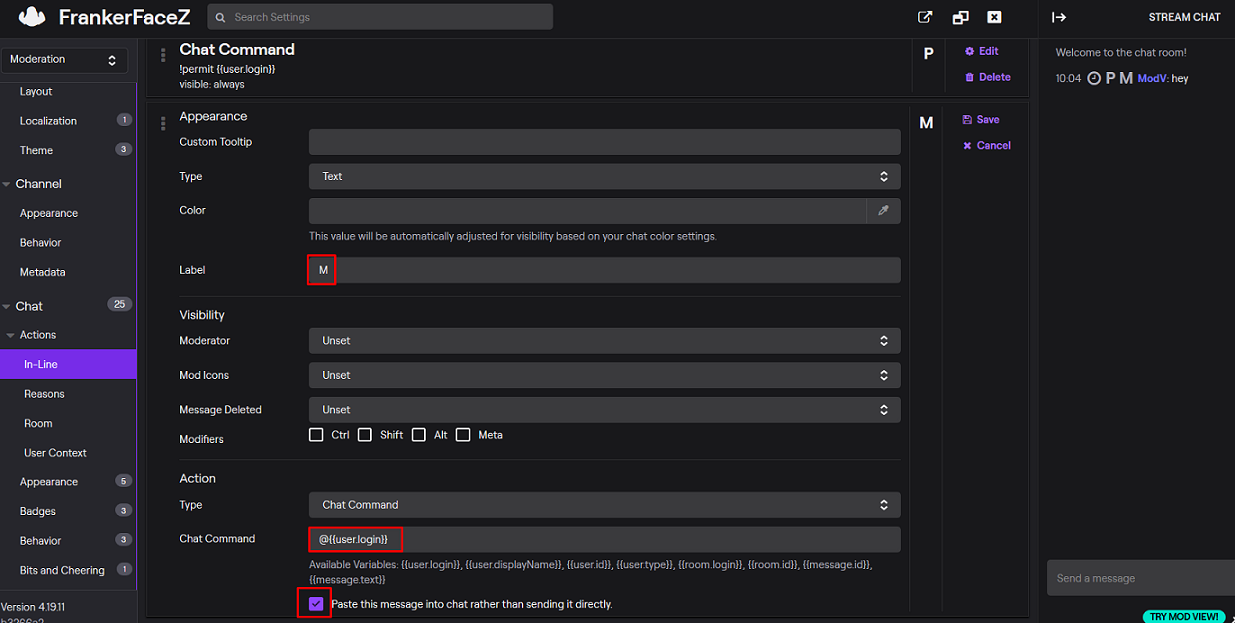 FrankerFaceZ
Search Settings
STREAM CHAT
Moderation
Layout
Localization 1
Theme 3
Channel
Appearance
Behavior
Metadata
Chat 25
Actions
In-Line
Reasons
Room
User Context
Appearance 5
Badges 3
Behavior 3
Bits and Cheering 1
Version 4.19.11
Chat Command
!permit {{user.login}}
visible: always
P
Edit
Delete
Appearance
M
Save
Cancel
Custom Tooltip
Type Text
Color
This value will be automatically adjusted for visibility based on your chat color settings.
Label M
Visibility
Moderator Unset
Mod Icons Unset
Message Deleted Unset
Modifiers Ctrl Shift Alt Meta
Action
Type Chat Command
Chat Command @{{user.login}}
Available Variables: {{user.login}}, {{user.displayName}}, {{user.id}}, {{user.type}}, {{room.login}}, {{room.id}}, {{message.id}},
{{message.text}}
Paste this message into chat rather than sending it directly.
Welcome to the chat room!
10:04 P M ModV: hey
Send a message
TRY MOD VIEW!